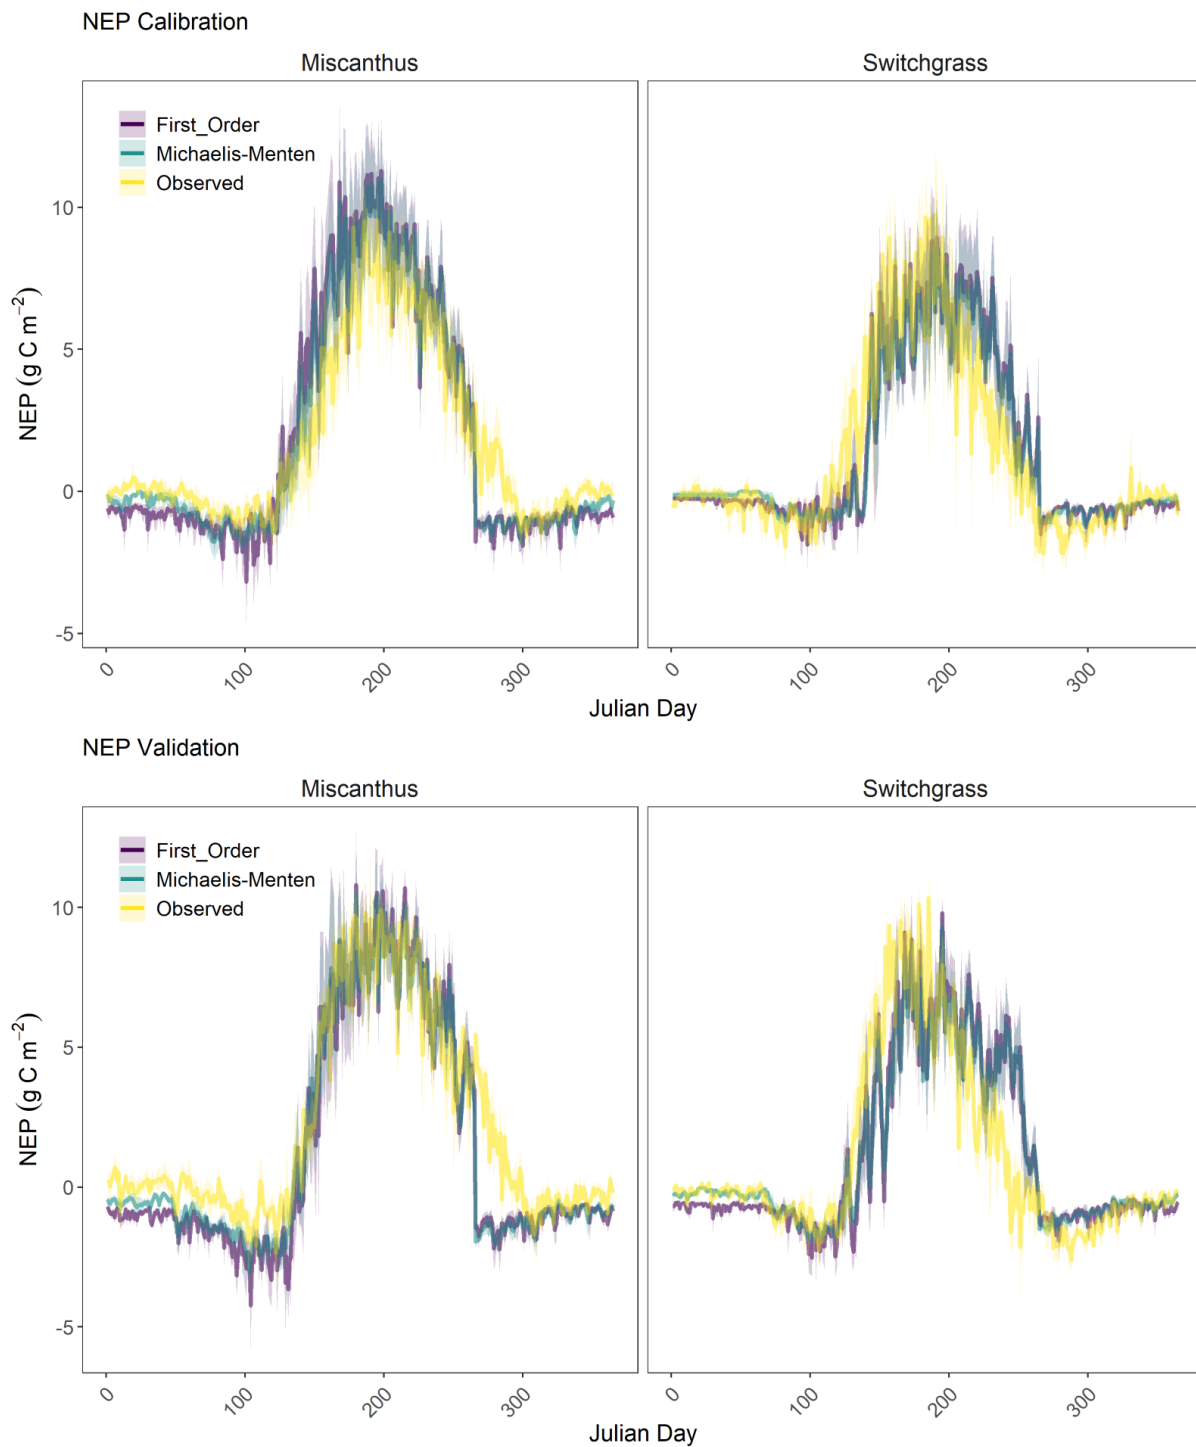 NEP Calibration
Miscanthus
Switchgrass
First_Order
Michaelis-Menten
Observed
10
5
0
-5
NEP (g C m⁻²)
0
100
200
300
0
100
200
300
Julian Day
NEP Validation
Miscanthus
Switchgrass
First_Order
Michaelis-Menten
Observed
10
5
0
-5
NEP (g C m⁻²)
0
100
200
300
0
100
200
300
Julian Day